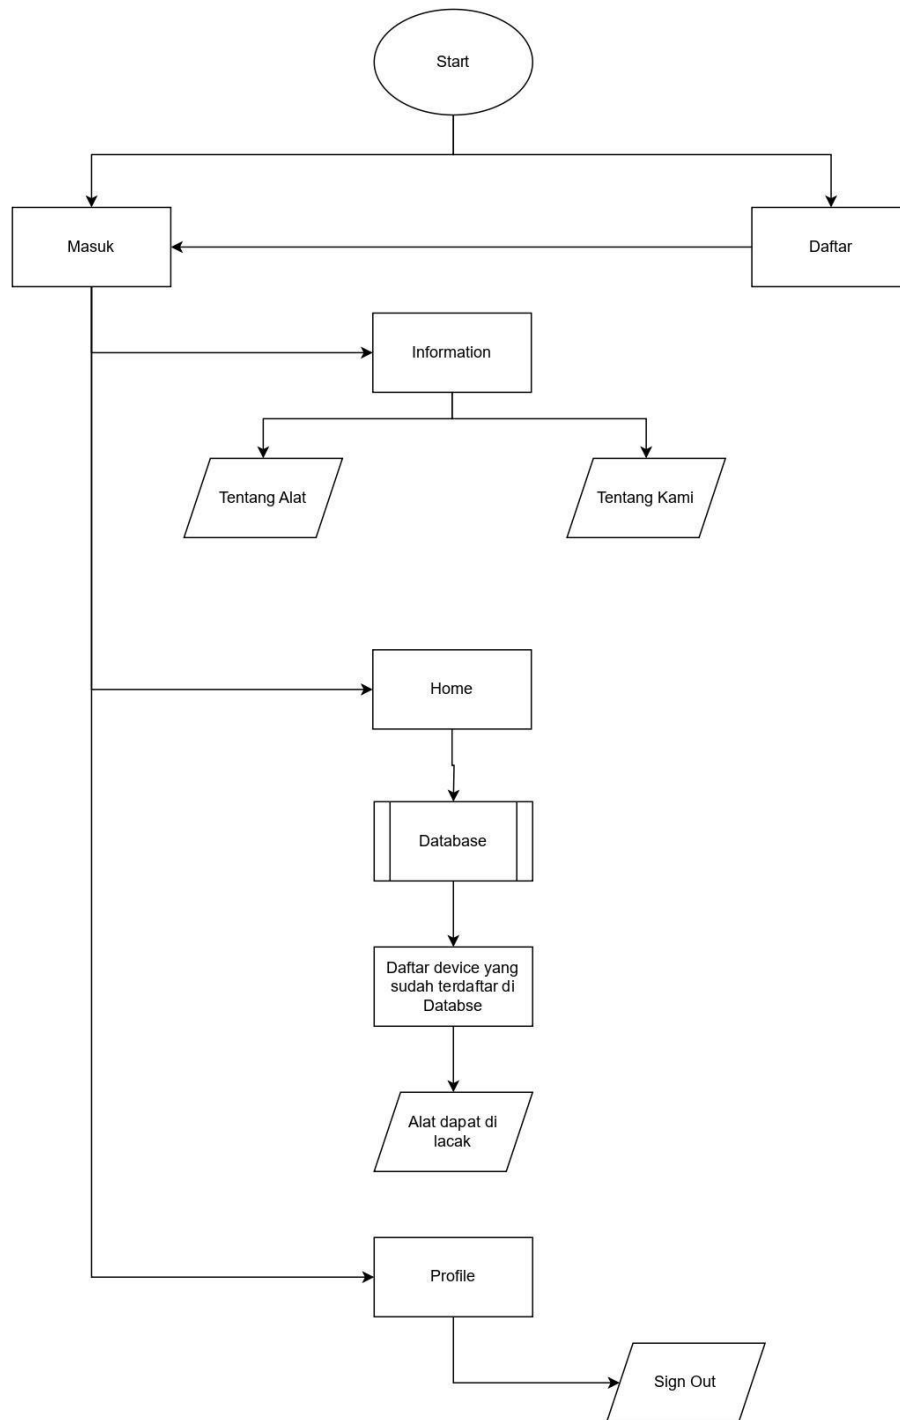 Start
Masuk
Daftar
Information
Tentang Alat
Tentang Kami
Home
Database
Daftar device yang
sudah terdaftar di
Databse
Alat dapat di
lacak
Profile
Sign Out